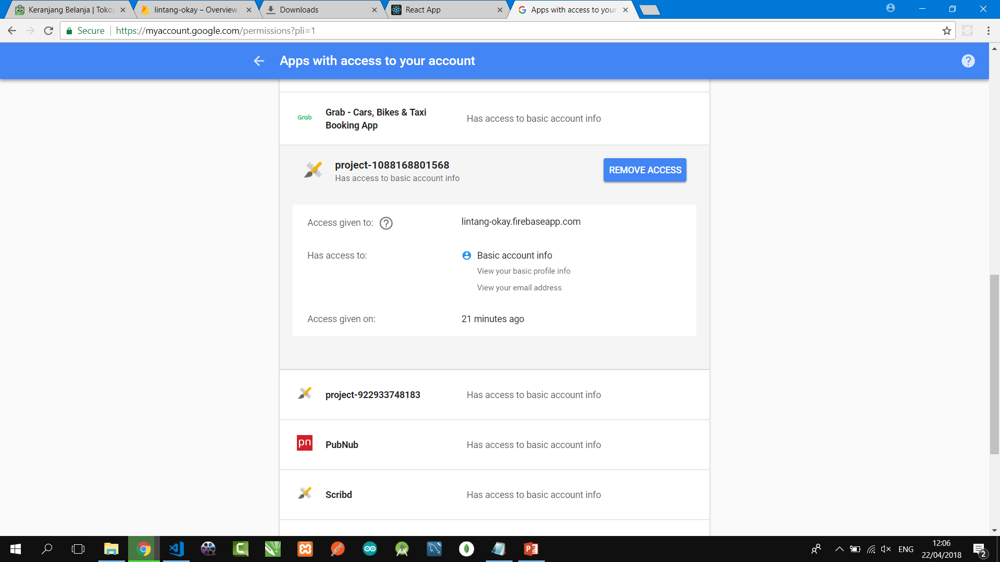 Keranjang Belanja | Tokop
lintang-okay – Overview
Downloads
React App
Apps with access to your
Secure
https://myaccount.google.com/permissions?pli=1
Apps with access to your account
?
Grab
Grab - Cars, Bikes & Taxi
Booking App
Has access to basic account info
project-1088168801568
Has access to basic account info
REMOVE ACCESS
Access given to: ?
lintang-okay.firebaseapp.com
Has access to:
Basic account info
View your basic profile info
View your email address
Access given on:
21 minutes ago
project-922933748183
Has access to basic account info
pn
PubNub
Has access to basic account info
Scribd
Has access to basic account info
ENG
12:06
22/04/2018
2